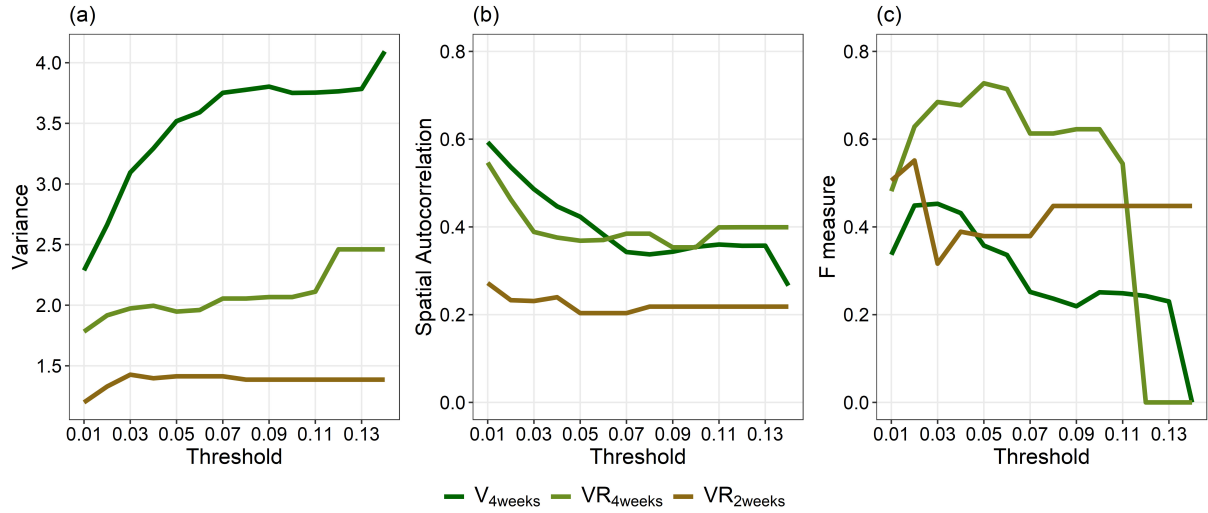 (a)
Variance
4.0
3.5
3.0
2.5
2.0
1.5
0.01 0.03 0.05 0.07 0.09 0.11 0.13
Threshold
(b)
Spatial Autocorrelation
0.8
0.6
0.4
0.2
0.0
0.01 0.03 0.05 0.07 0.09 0.11 0.13
Threshold
(c)
F measure
0.8
0.6
0.4
0.2
0.0
0.01 0.03 0.05 0.07 0.09 0.11 0.13
Threshold
V4weeks VR4weeks VR2weeks